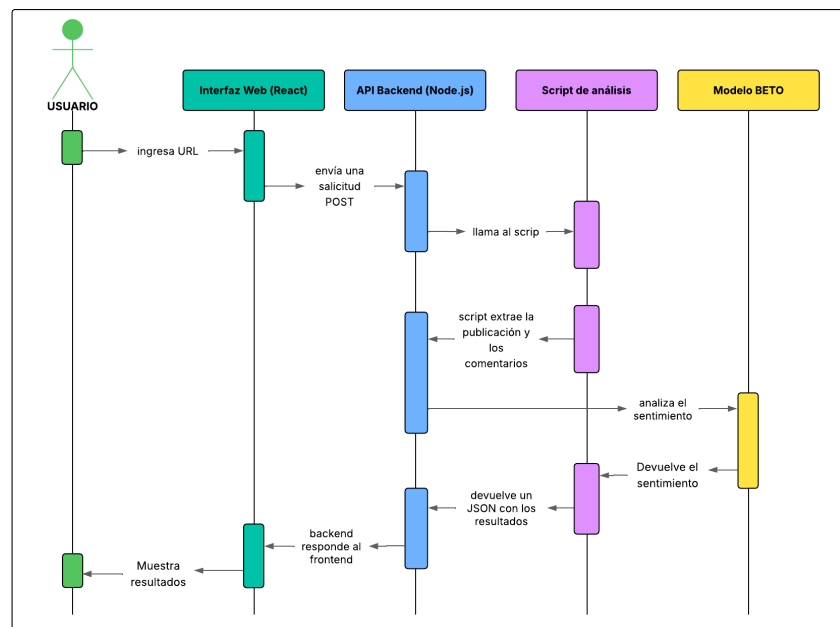 USUARIO
Interfaz Web (React)
API Backend (Node.js)
Script de análisis
Modelo BETO
ingresa URL
envía una
salicitud
POST
llama al scrip
script extrae la
publicación y
los
comentarios
analiza el
sentimiento
Devuelve el
sentimiento
devuelve un
JSON con los
resultados
backend
responde al
frontend
Muestra
resultados